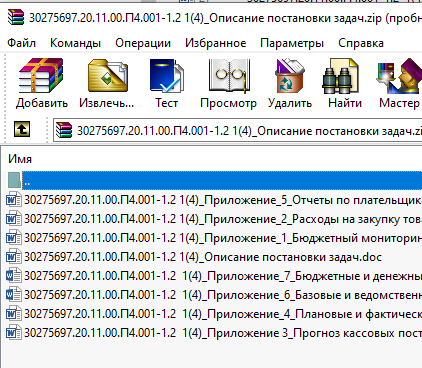 30275697.20.11.00.П4.001-1.2 1(4)_Описание постановки задач.zip (пробн
Файл Команды Операции Избранное Параметры Справка
Добавить Извлечь... Тест Просмотр Удалить Найти Мастер
30275697.20.11.00.П4.001-1.2 1(4)_Описание постановки задач.zi
Имя
..
30275697.20.11.00.П4.001-1.2 1(4)_Приложение_5_Отчеты по плательщика
30275697.20.11.00.П4.001-1.2 1(4)_Приложение_2_Расходы на закупку това
30275697.20.11.00.П4.001-1.2 1(4)_Приложение_1_Бюджетный мониторин
30275697.20.11.00.П4.001-1.2 1(4)_Описание постановки задач.doc
30275697.20.11.00.П4.001-1.2 1(4)_Приложение_7_Бюджетные и денежны
30275697.20.11.00.П4.001-1.2 1(4)_Приложение_6_Базовые и ведомствен
30275697.20.11.00.П4.001-1.2 1(4)_Приложение_4_Плановые и фактическ
30275697.20.11.00.П4.001-1.2 1(4)_Приложение 3_Прогноз кассовых пост